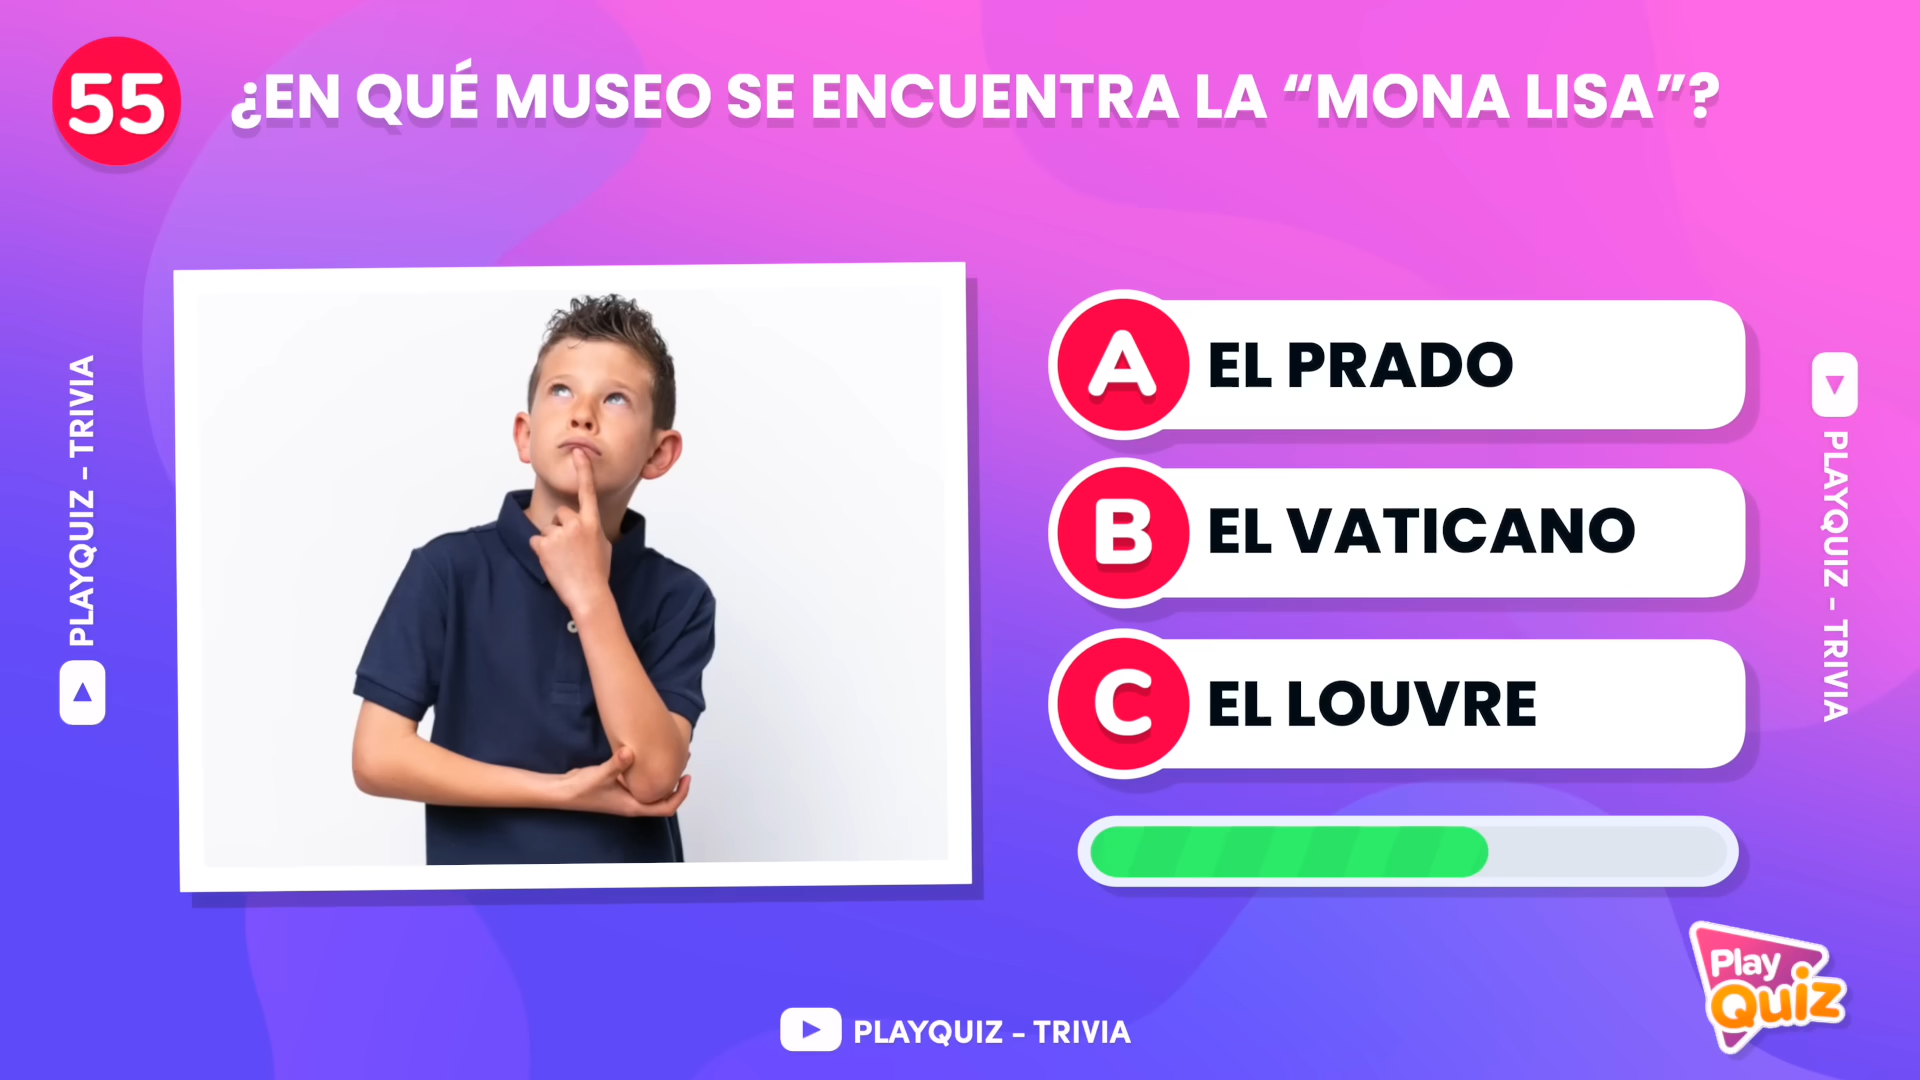 55
¿EN QUÉ MUSEO SE ENCUENTRA LA “MONA LISA”?
A EL PRADO
B EL VATICANO
C EL LOUVRE
PLAYQUIZ – TRIVIA
PLAYQUIZ – TRIVIA
PLAYQUIZ – TRIVIA
Play
Quiz